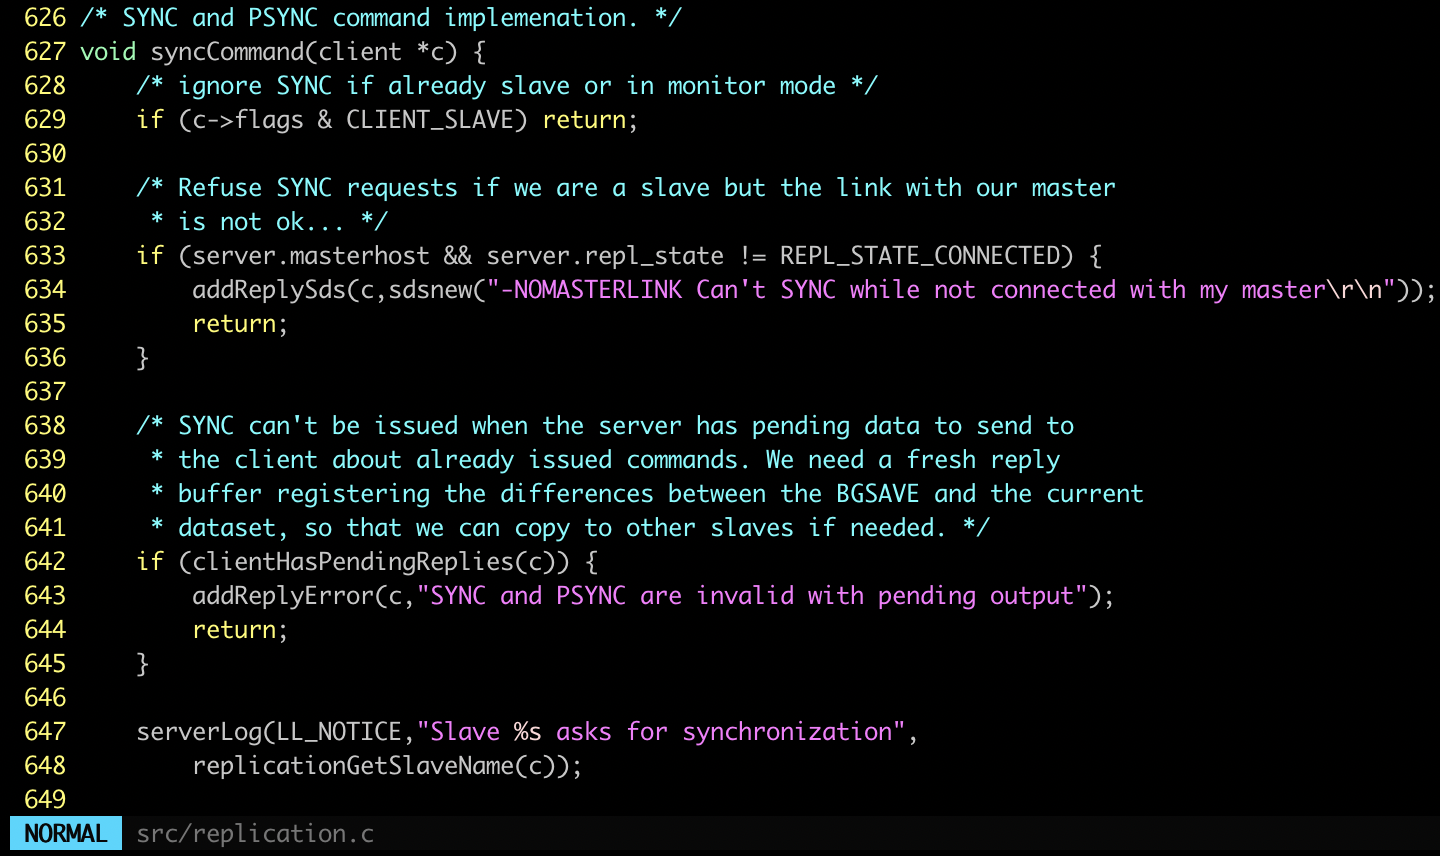 626 /* SYNC and PSYNC command implemenation. */
627 void syncCommand(client *c) {
628     /* ignore SYNC if already slave or in monitor mode */
629     if (c->flags & CLIENT_SLAVE) return;
630
631     /* Refuse SYNC requests if we are a slave but the link with our master
632      * is not ok... */
633     if (server.masterhost && server.repl_state != REPL_STATE_CONNECTED) {
634         addReplySds(c,sdsnew("-NOMASTERLINK Can't SYNC while not connected with my master\r\n"));
635         return;
636     }
637
638     /* SYNC can't be issued when the server has pending data to send to
639      * the client about already issued commands. We need a fresh reply
640      * buffer registering the differences between the BGSAVE and the current
641      * dataset, so that we can copy to other slaves if needed. */
642     if (clientHasPendingReplies(c)) {
643         addReplyError(c,"SYNC and PSYNC are invalid with pending output");
644         return;
645     }
646
647     serverLog(LL_NOTICE,"Slave %s asks for synchronization",
648         replicationGetSlaveName(c));
649
NORMAL src/replication.c